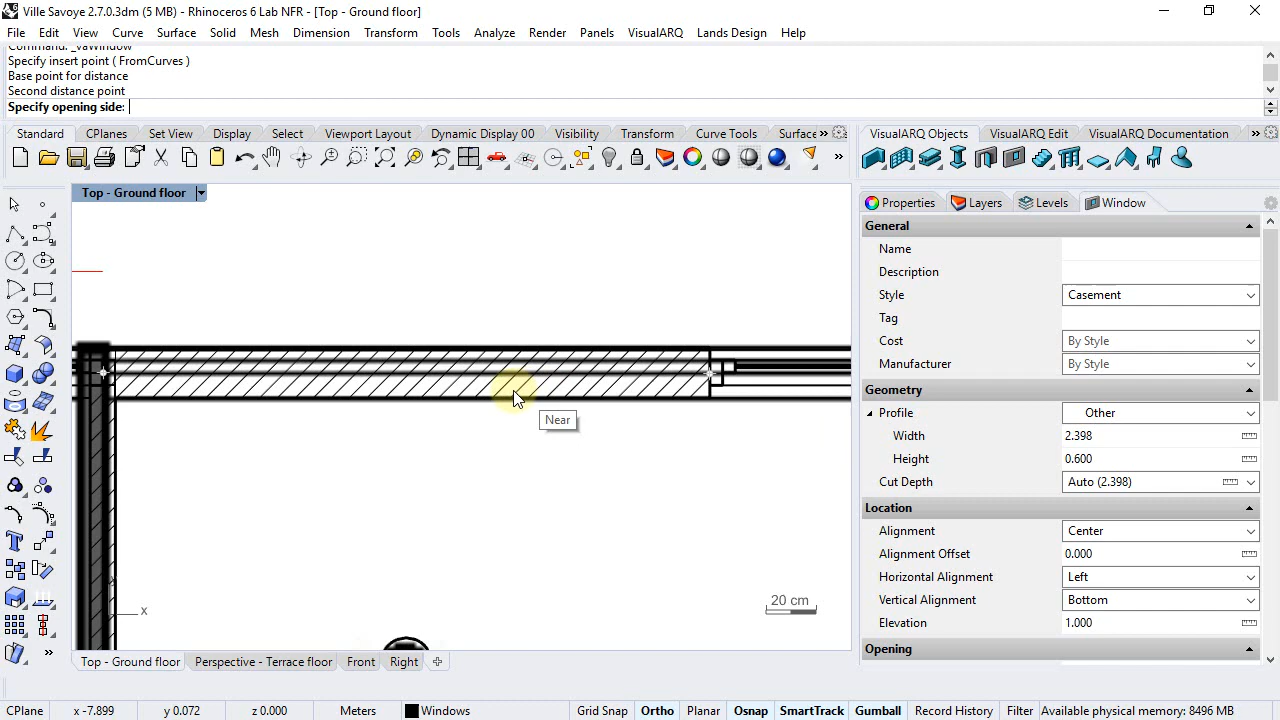 Ville Savoye 2.7.0.3dm (5 MB) - Rhinoceros 6 Lab NFR - [Top - Ground floor]
File Edit View Curve Surface Solid Mesh Dimension Transform Tools Analyze Render Panels VisualARQ Lands Design Help
Command: _vaWindow
Specify insert point ( FromCurves )
Base point for distance
Second distance point
Specify opening side:
Standard CPlanes Set View Display Select Viewport Layout Dynamic Display 00 Visibility Transform Curve Tools Surface »
VisualARQ Objects VisualARQ Edit VisualARQ Documentation »
Top - Ground floor
Properties Layers Levels Window
General
Name
Description
Style Casement
Tag
Cost By Style
Manufacturer By Style
Geometry
Profile Other
Width 2.398
Height 0.600
Cut Depth Auto (2.398)
Location
Alignment Center
Alignment Offset 0.000
Horizontal Alignment Left
Vertical Alignment Bottom
Elevation 1.000
Opening
Near
20 cm
x
Top - Ground floor Perspective - Terrace floor Front Right
CPlane x -7.899 y 0.072 z 0.000 Meters Windows Grid Snap Ortho Planar Osnap SmartTrack Gumball Record History Filter Available physical memory: 8496 MB